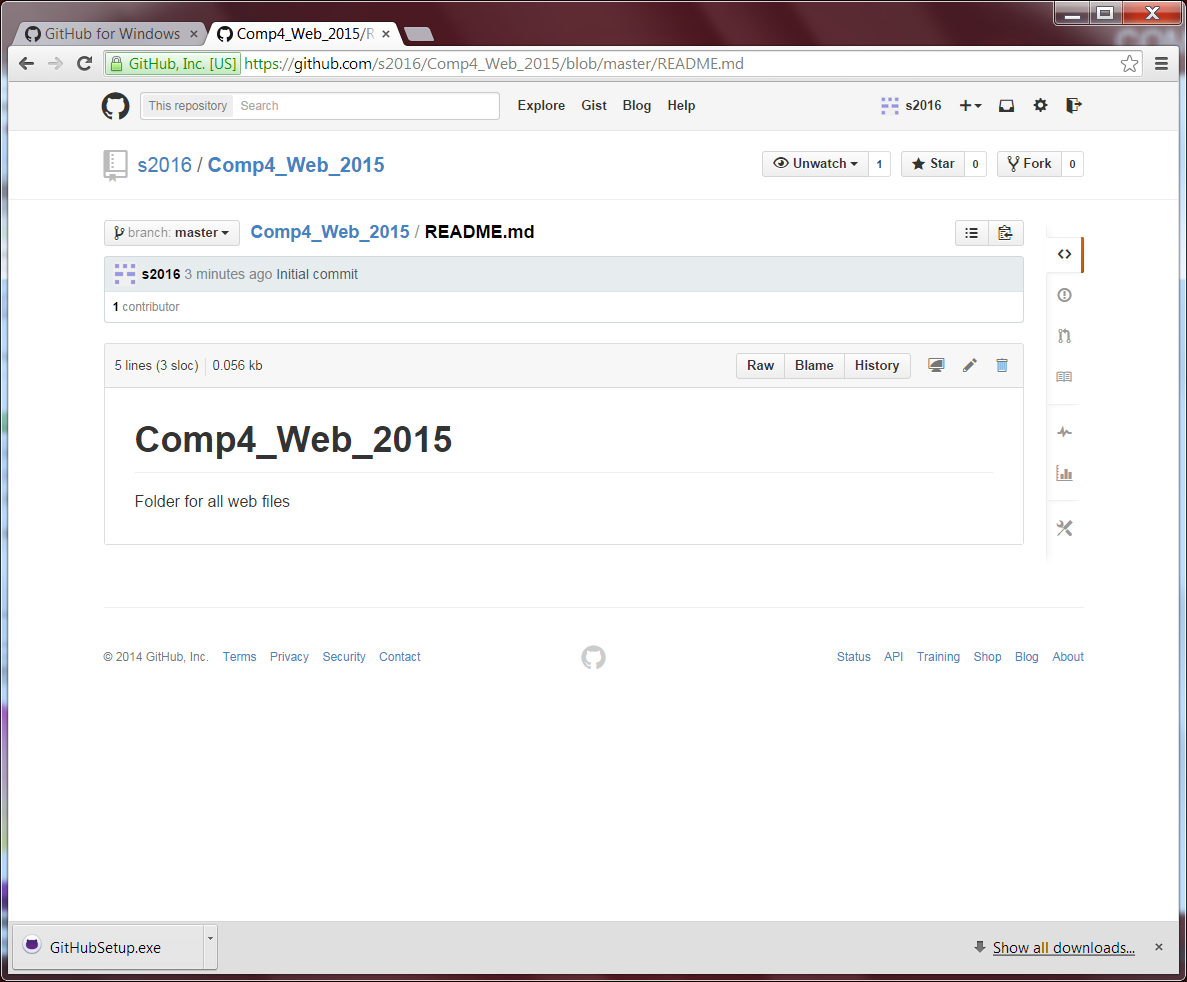 GitHub for Windows
Comp4_Web_2015/R
GitHub, Inc. [US] https://github.com/s2016/Comp4_Web_2015/blob/master/README.md
This repository Search Explore Gist Blog Help s2016
s2016 / Comp4_Web_2015 Unwatch 1 Star 0 Fork 0
branch: master Comp4_Web_2015 / README.md
s2016 3 minutes ago Initial commit
1 contributor
5 lines (3 sloc) 0.056 kb Raw Blame History
Comp4_Web_2015
Folder for all web files
© 2014 GitHub, Inc. Terms Privacy Security Contact Status API Training Shop Blog About
GitHubSetup.exe Show all downloads...